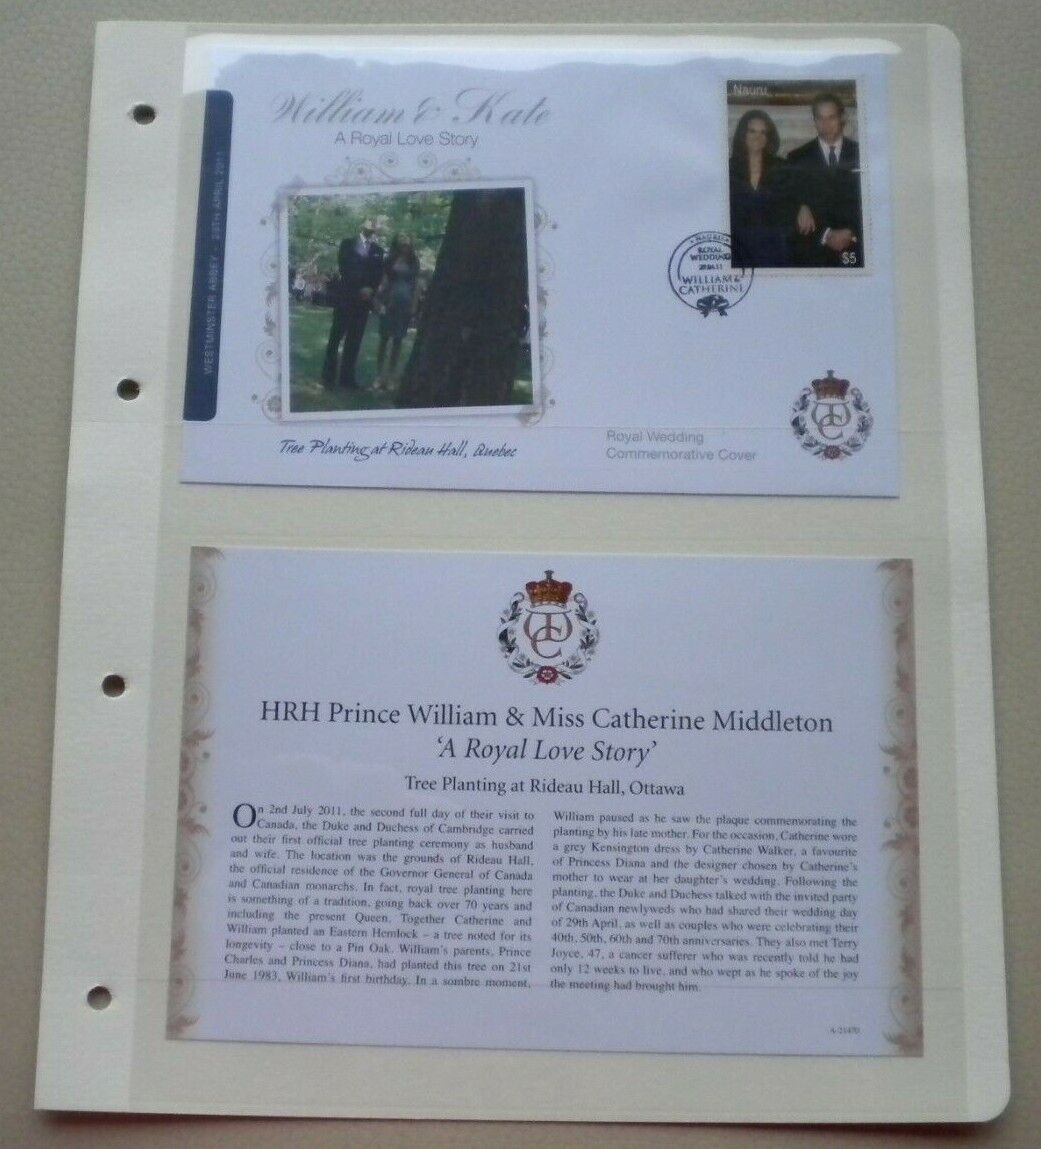 William & Kate
A Royal Love Story
WESTMINSTER ABBEY - 29TH APRIL 2011
Nauru
$5
NAURU
ROYAL
WEDDING
29.04.11
WILLIAM &
CATHERINE
Tree Planting at Rideau Hall, Quebec
Royal Wedding
Commemorative Cover
HRH Prince William & Miss Catherine Middleton
‘A Royal Love Story’
Tree Planting at Rideau Hall, Ottawa
On 2nd July 2011, the second full day of their visit to
Canada, the Duke and Duchess of Cambridge carried
out their first official tree planting ceremony as husband
and wife. The location was the grounds of Rideau Hall,
the official residence of the Governor General of Canada
and Canadian monarchs. In fact, royal tree planting here
is something of a tradition, going back over 70 years and
including the present Queen. Together Catherine and
William planted an Eastern Hemlock – a tree noted for its
longevity – close to a Pin Oak. William's parents, Prince
Charles and Princess Diana, had planted this tree on 21st
June 1983, William's first birthday. In a sombre moment,
William paused as he saw the plaque commemorating the
planting by his late mother. For the occasion, Catherine wore
a grey Kensington dress by Catherine Walker, a favourite
of Princess Diana and the designer chosen by Catherine's
mother to wear at her daughter's wedding. Following the
planting, the Duke and Duchess talked with the invited party
of Canadian newlyweds who had shared their wedding day
of 29th April, as well as couples who were celebrating their
40th, 50th, 60th and 70th anniversaries. They also met Terry
Joyce, 47, a cancer sufferer who was recently told he had
only 12 weeks to live, and who wept as he spoke of the joy
the meeting had brought him.
A-21470